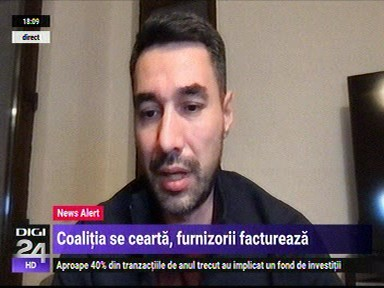 18:09
direct
News Alert
Coaliția se ceartă, furnizorii facturează
DIGI
24
HD
Aproape 40% din tranzacțiile de anul trecut au implicat un fond de investiții